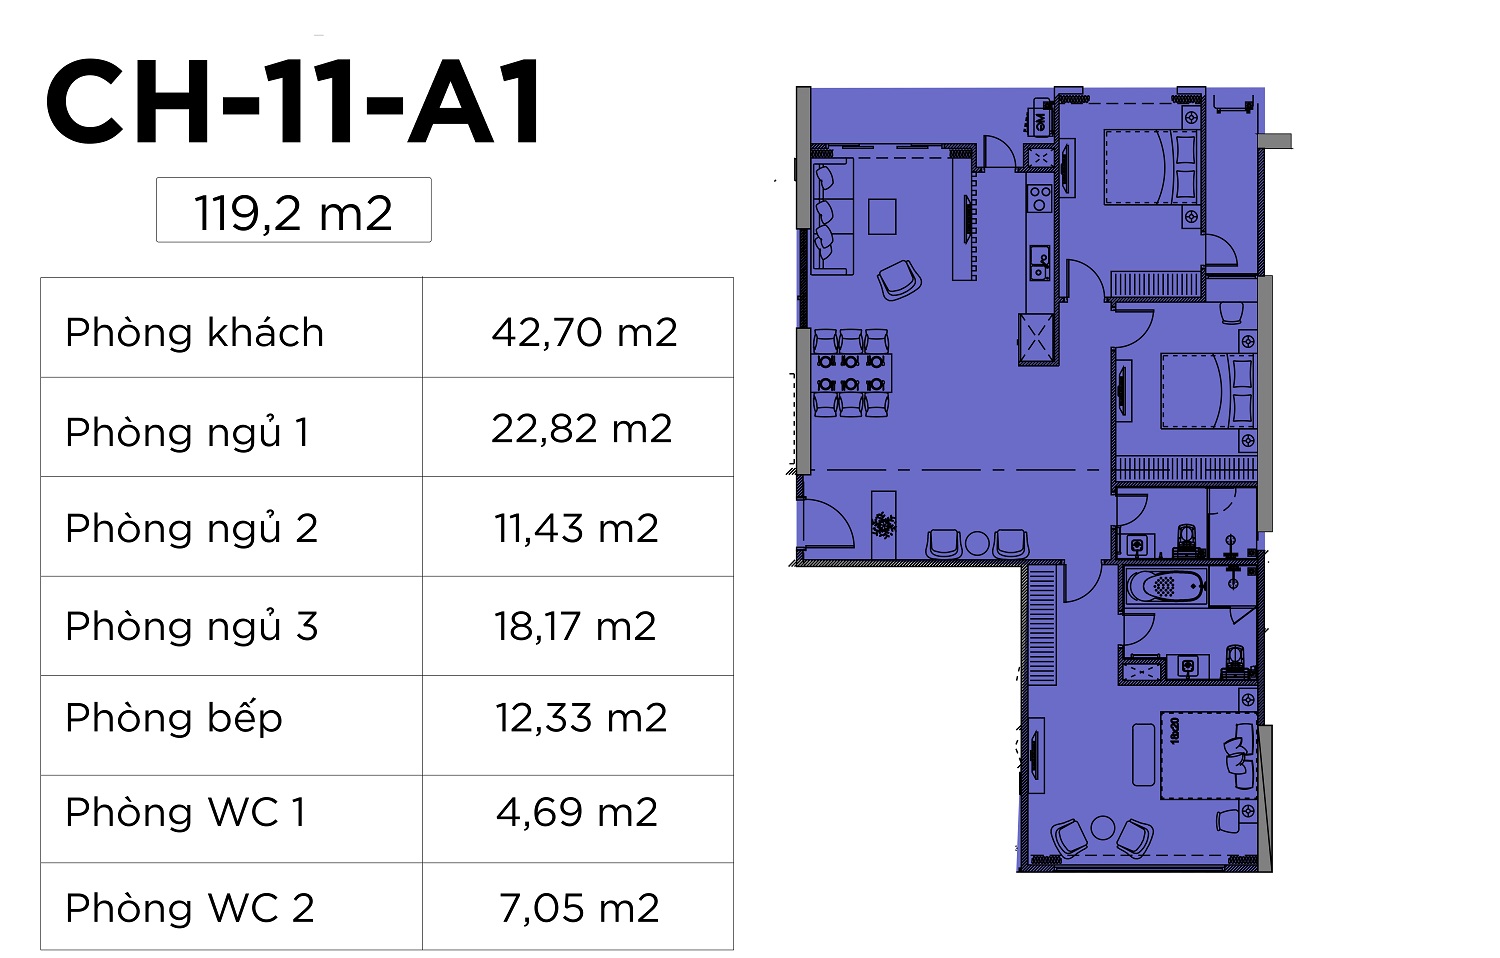 CH-11-A1
119,2 m2
Phòng khách 42,70 m2
Phòng ngủ 1 22,82 m2
Phòng ngủ 2 11,43 m2
Phòng ngủ 3 18,17 m2
Phòng bếp 12,33 m2
Phòng WC 1 4,69 m2
Phòng WC 2 7,05 m2
18x20